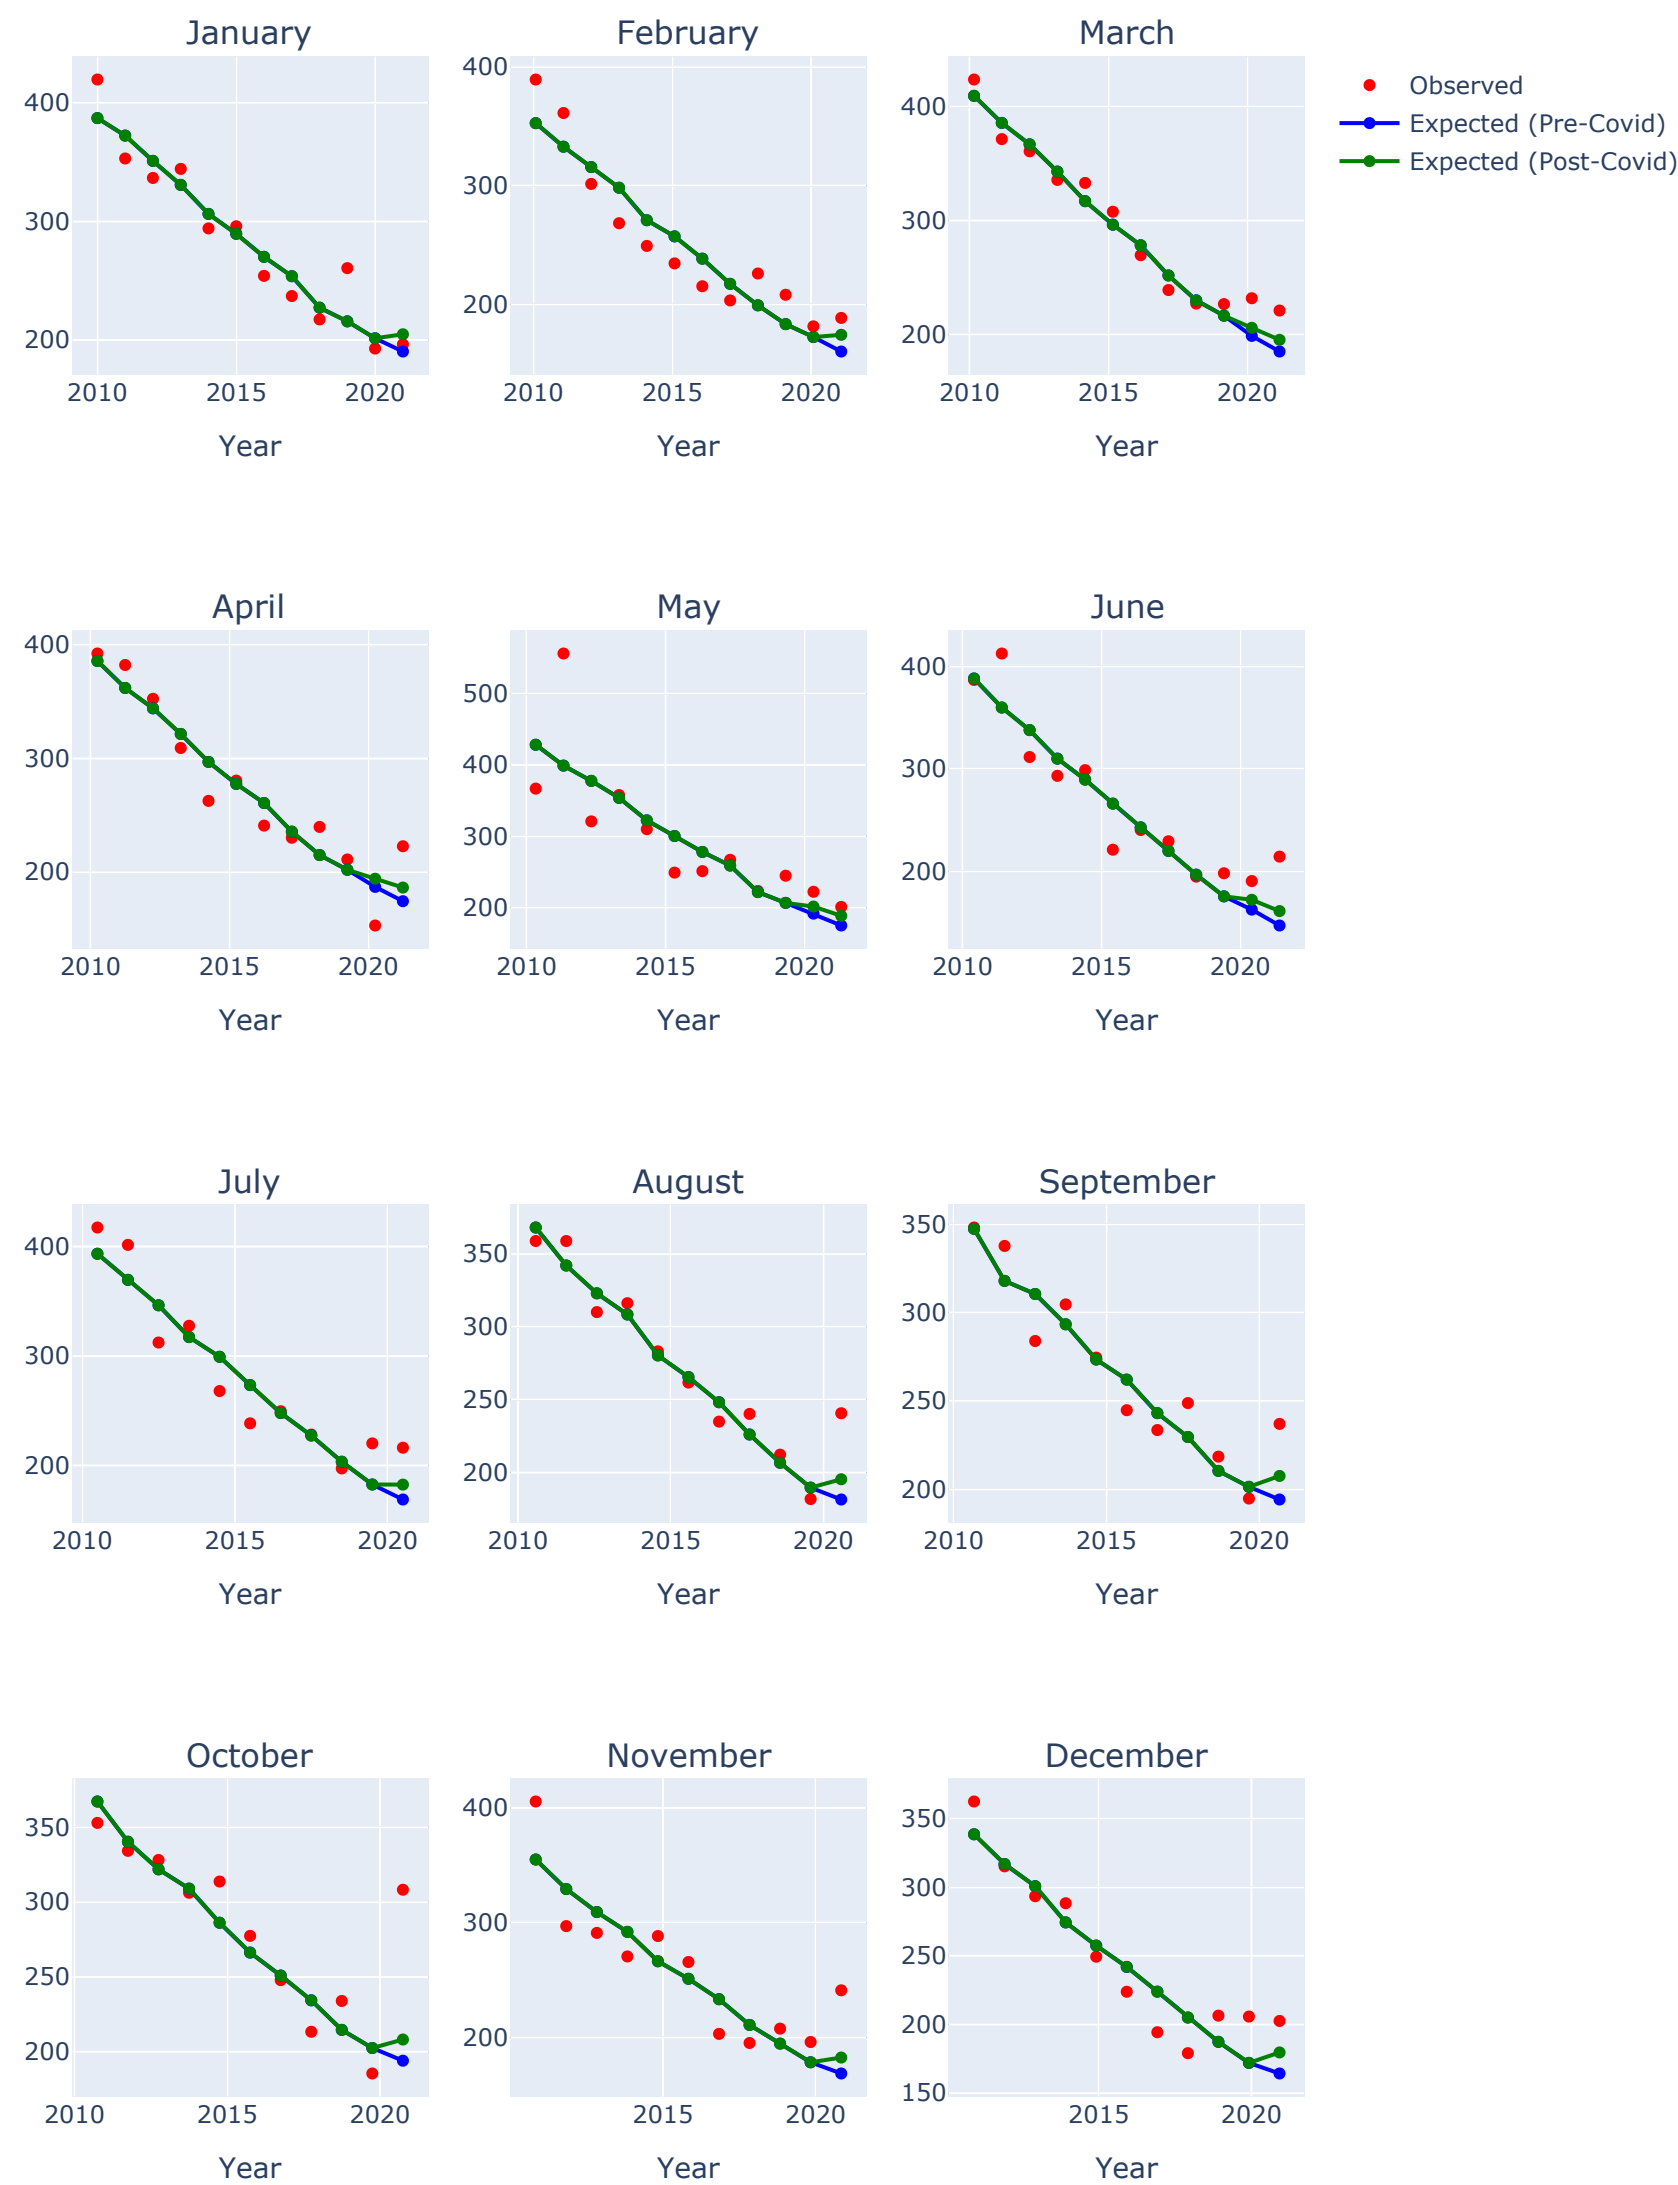 January
February
March
Observed
Expected (Pre-Covid)
Expected (Post-Covid)
400
300
200
2010 2015 2020
Year
400
300
200
2010 2015 2020
Year
400
300
200
2010 2015 2020
Year
April
May
June
400
300
200
2010 2015 2020
Year
500
400
300
200
2010 2015 2020
Year
400
300
200
2010 2015 2020
Year
July
August
September
400
300
200
2010 2015 2020
Year
350
300
250
200
2010 2015 2020
Year
350
300
250
200
2010 2015 2020
Year
October
November
December
350
300
250
200
2010 2015 2020
Year
400
300
200
2015 2020
Year
350
300
250
200
150
2015 2020
Year